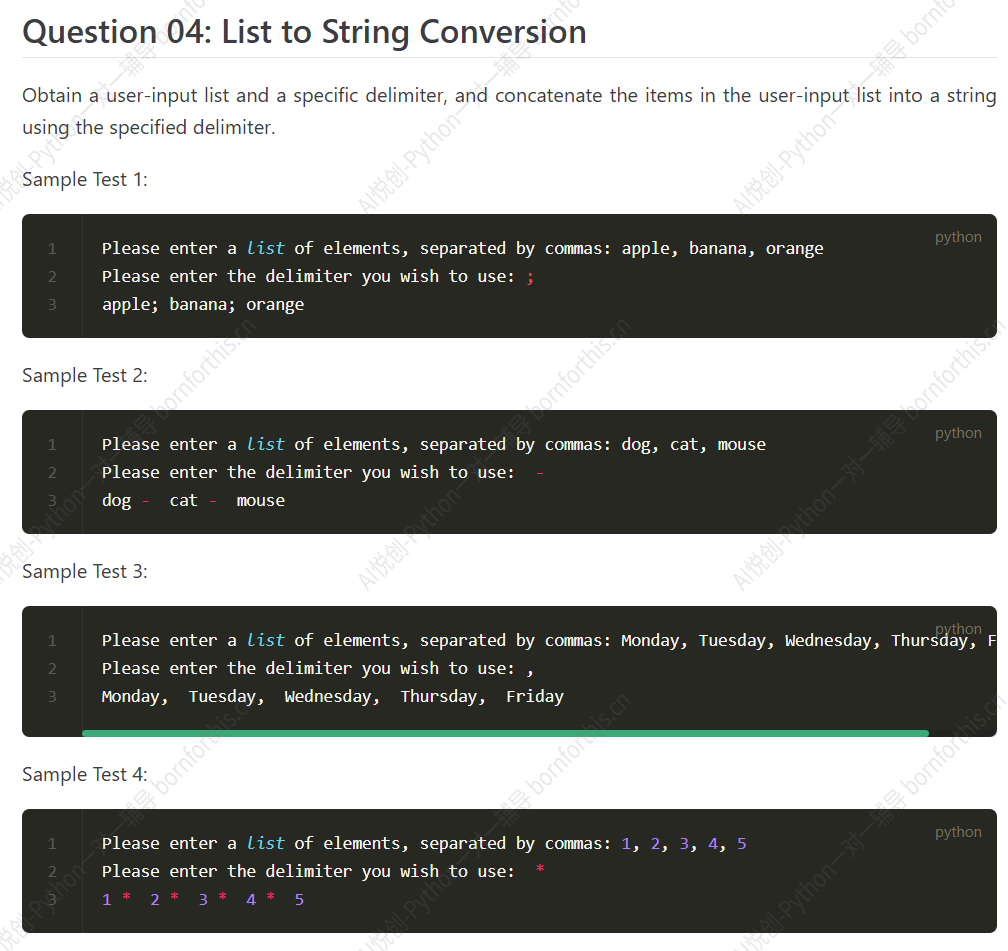 Question 04: List to String Conversion
Obtain a user-input list and a specific delimiter, and concatenate the items in the user-input list into a string
using the specified delimiter.
Sample Test 1:
python
1 Please enter a list of elements, separated by commas: apple, banana, orange
2 Please enter the delimiter you wish to use: ;
3 apple; banana; orange
Sample Test 2:
python
1 Please enter a list of elements, separated by commas: dog, cat, mouse
2 Please enter the delimiter you wish to use:  -
3 dog -  cat -  mouse
Sample Test 3:
python
1 Please enter a list of elements, separated by commas: Monday, Tuesday, Wednesday, Thursday, F
2 Please enter the delimiter you wish to use: ,
3 Monday,  Tuesday,  Wednesday,  Thursday,  Friday
Sample Test 4:
python
1 Please enter a list of elements, separated by commas: 1, 2, 3, 4, 5
2 Please enter the delimiter you wish to use:  *
3 1 *  2 *  3 *  4 *  5
AI悦创-Python一对一辅导 bornforthis.cn